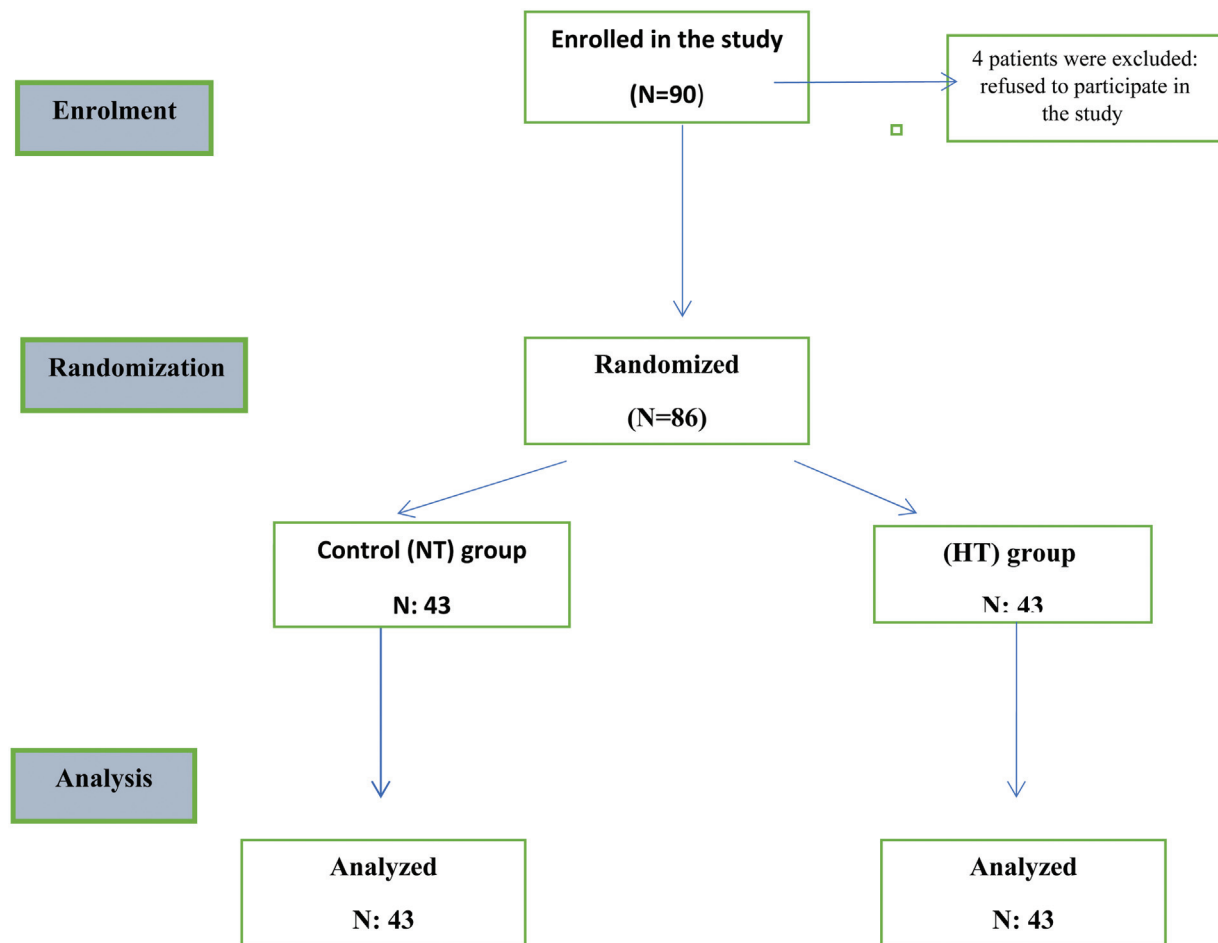 Enrolment
Enrolled in the study
(N=90)
4 patients were excluded:
refused to participate in
the study
Randomization
Randomized
(N=86)
Control (NT) group
N: 43
(HT) group
N: 43
Analysis
Analyzed
N: 43
Analyzed
N: 43